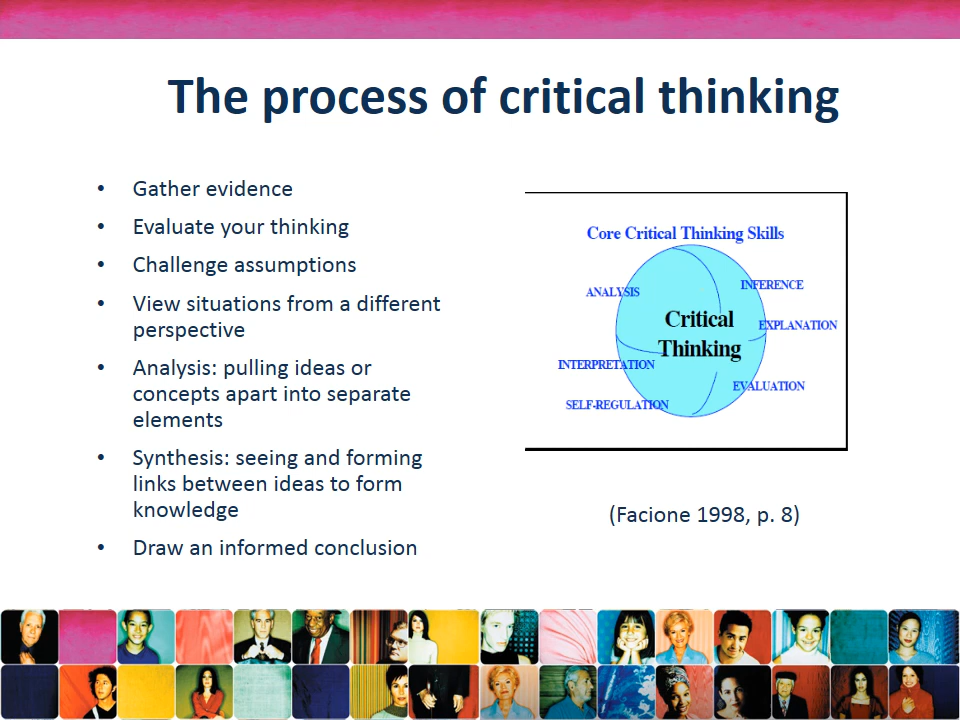 The process of critical thinking
• Gather evidence
• Evaluate your thinking
• Challenge assumptions
• View situations from a different
perspective
• Analysis: pulling ideas or
concepts apart into separate
elements
• Synthesis: seeing and forming
links between ideas to form
knowledge
• Draw an informed conclusion
Core Critical Thinking Skills
ANALYSIS
INFERENCE
Critical
Thinking
EXPLANATION
INTERPRETATION
EVALUATION
SELF-REGULATION
(Facione 1998, p. 8)